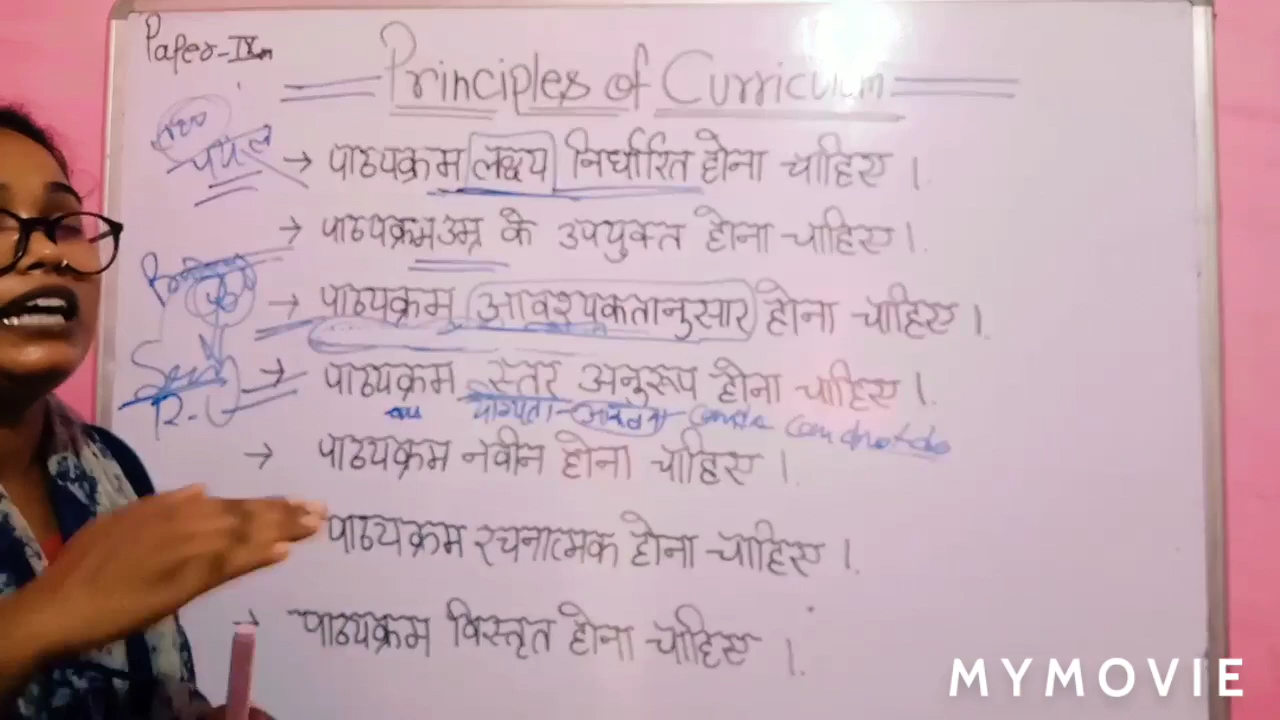 Paper-IX
Principles of Curriculum
→ पाठ्यक्रम लक्ष्य निर्धारित होना चाहिए ।
→ पाठ्यक्रम उम्र के उपयुक्त होना चाहिए ।
→ पाठ्यक्रम आवश्यकतानुसार होना चाहिए ।
→ पाठ्यक्रम स्तर अनुरूप होना चाहिए ।
योग्यता
→ पाठ्यक्रम नवीन होना चाहिए ।
पाठ्यक्रम रचनात्मक होना चाहिए ।
→ पाठ्यक्रम विस्तृत होना चाहिए ।
MYMOVIE